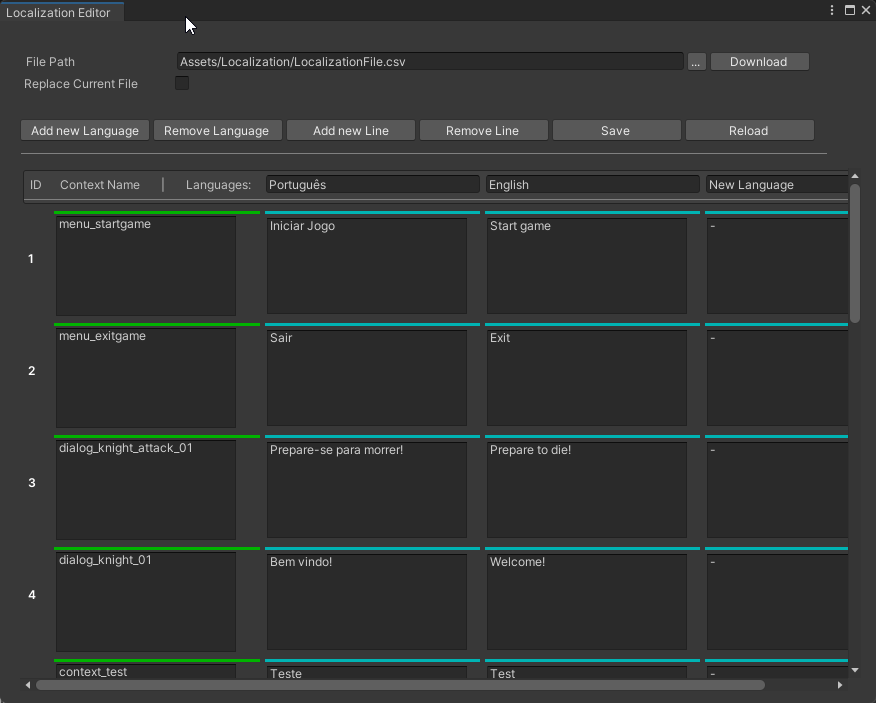 Localization Editor
File Path Assets/Localization/LocalizationFile.csv ... Download
Replace Current File
Add new Language Remove Language Add new Line Remove Line Save Reload
ID Context Name | Languages: Português English New Language
menu_startgame Iniciar Jogo Start game -
1
menu_exitgame Sair Exit -
2
dialog_knight_attack_01 Prepare-se para morrer! Prepare to die! -
3
dialog_knight_01 Bem vindo! Welcome! -
4
context_test Teste Test -